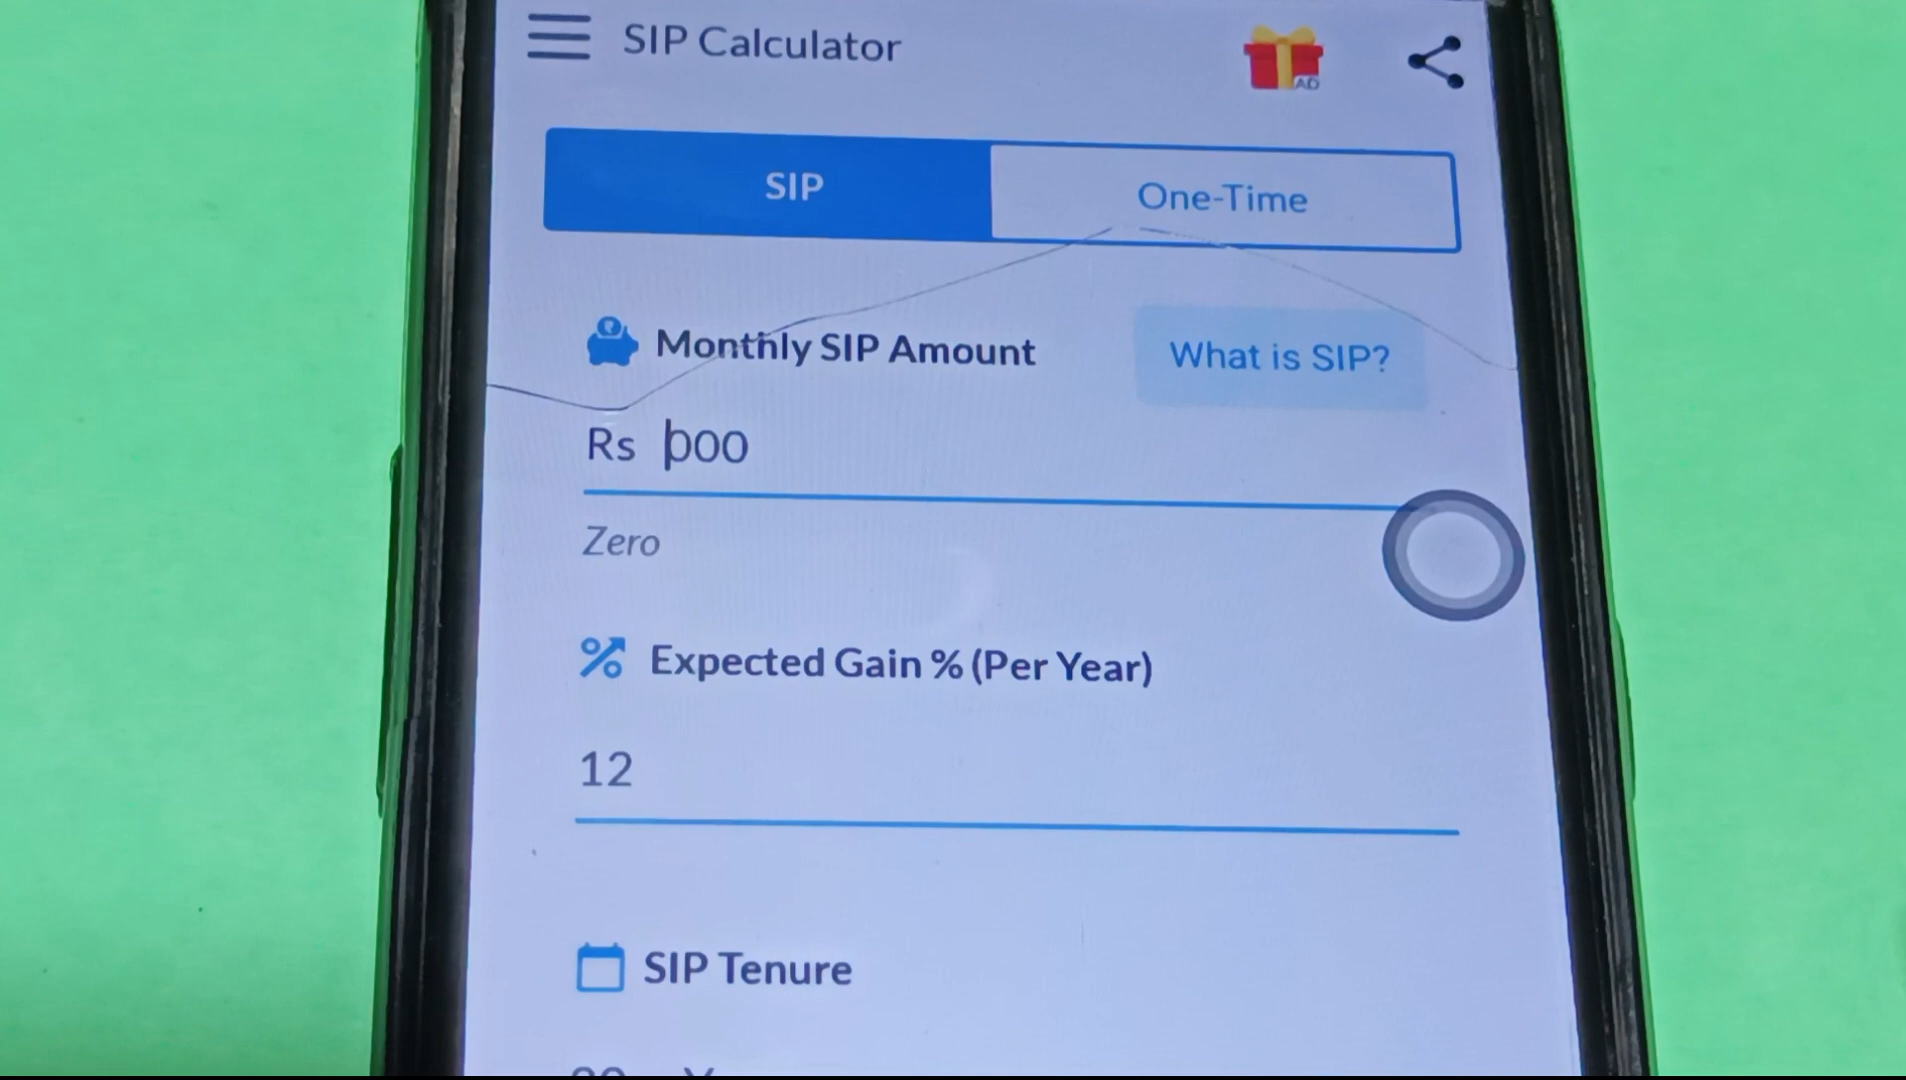 SIP Calculator
AD
SIP
One-Time
Monthly SIP Amount
What is SIP?
Rs 000
Zero
Expected Gain % (Per Year)
12
SIP Tenure